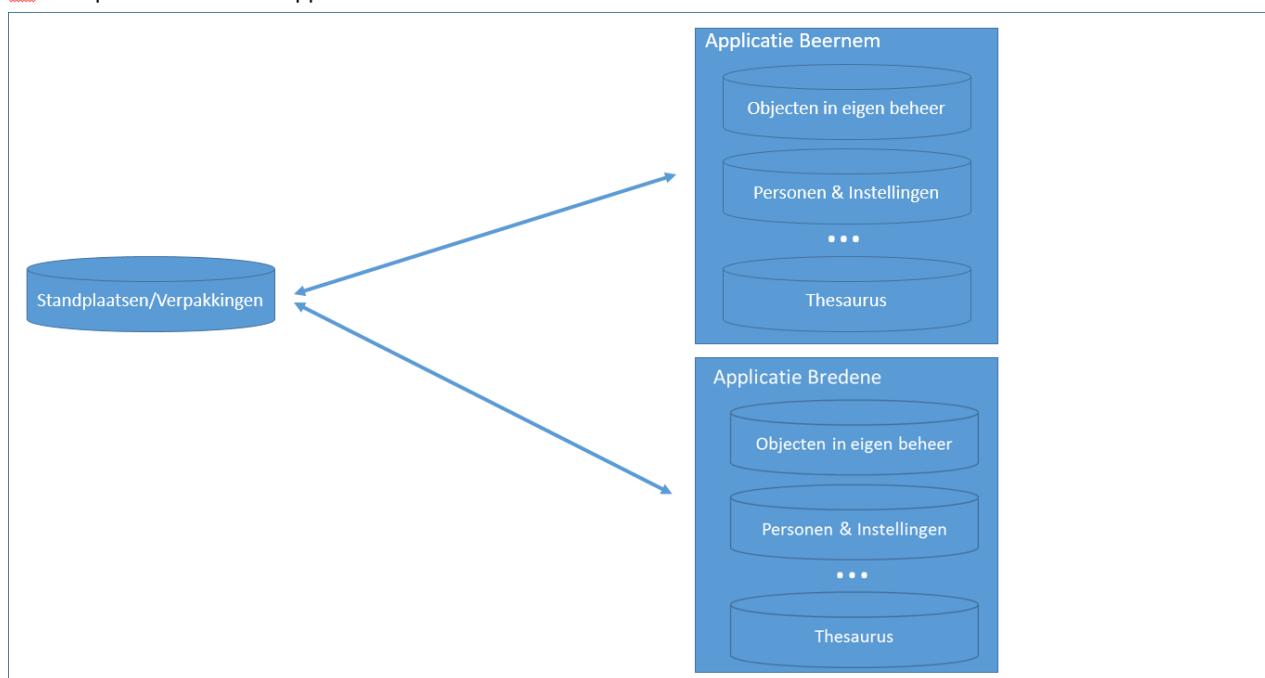 Applicatie Beernem
Objecten in eigen beheer
Personen & Instellingen
...
Thesaurus
Standplaatsen/Verpakkingen
Applicatie Bredene
Objecten in eigen beheer
Personen & Instellingen
...
Thesaurus